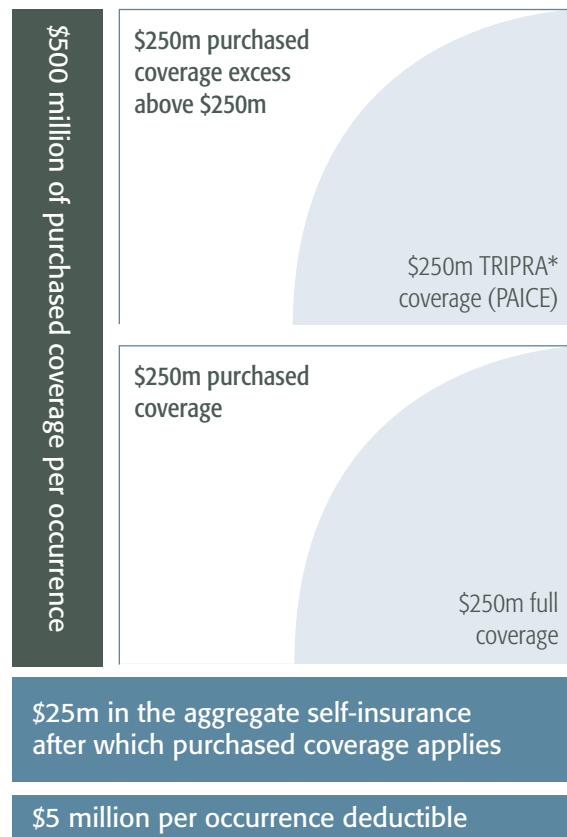 $500 million of purchased coverage per occurrence
$250m purchased
coverage excess
above $250m
$250m TRIPRA*
coverage (PAICE)
$250m purchased
coverage
$250m full
coverage
$25m in the aggregate self-insurance
after which purchased coverage applies
$5 million per occurrence deductible